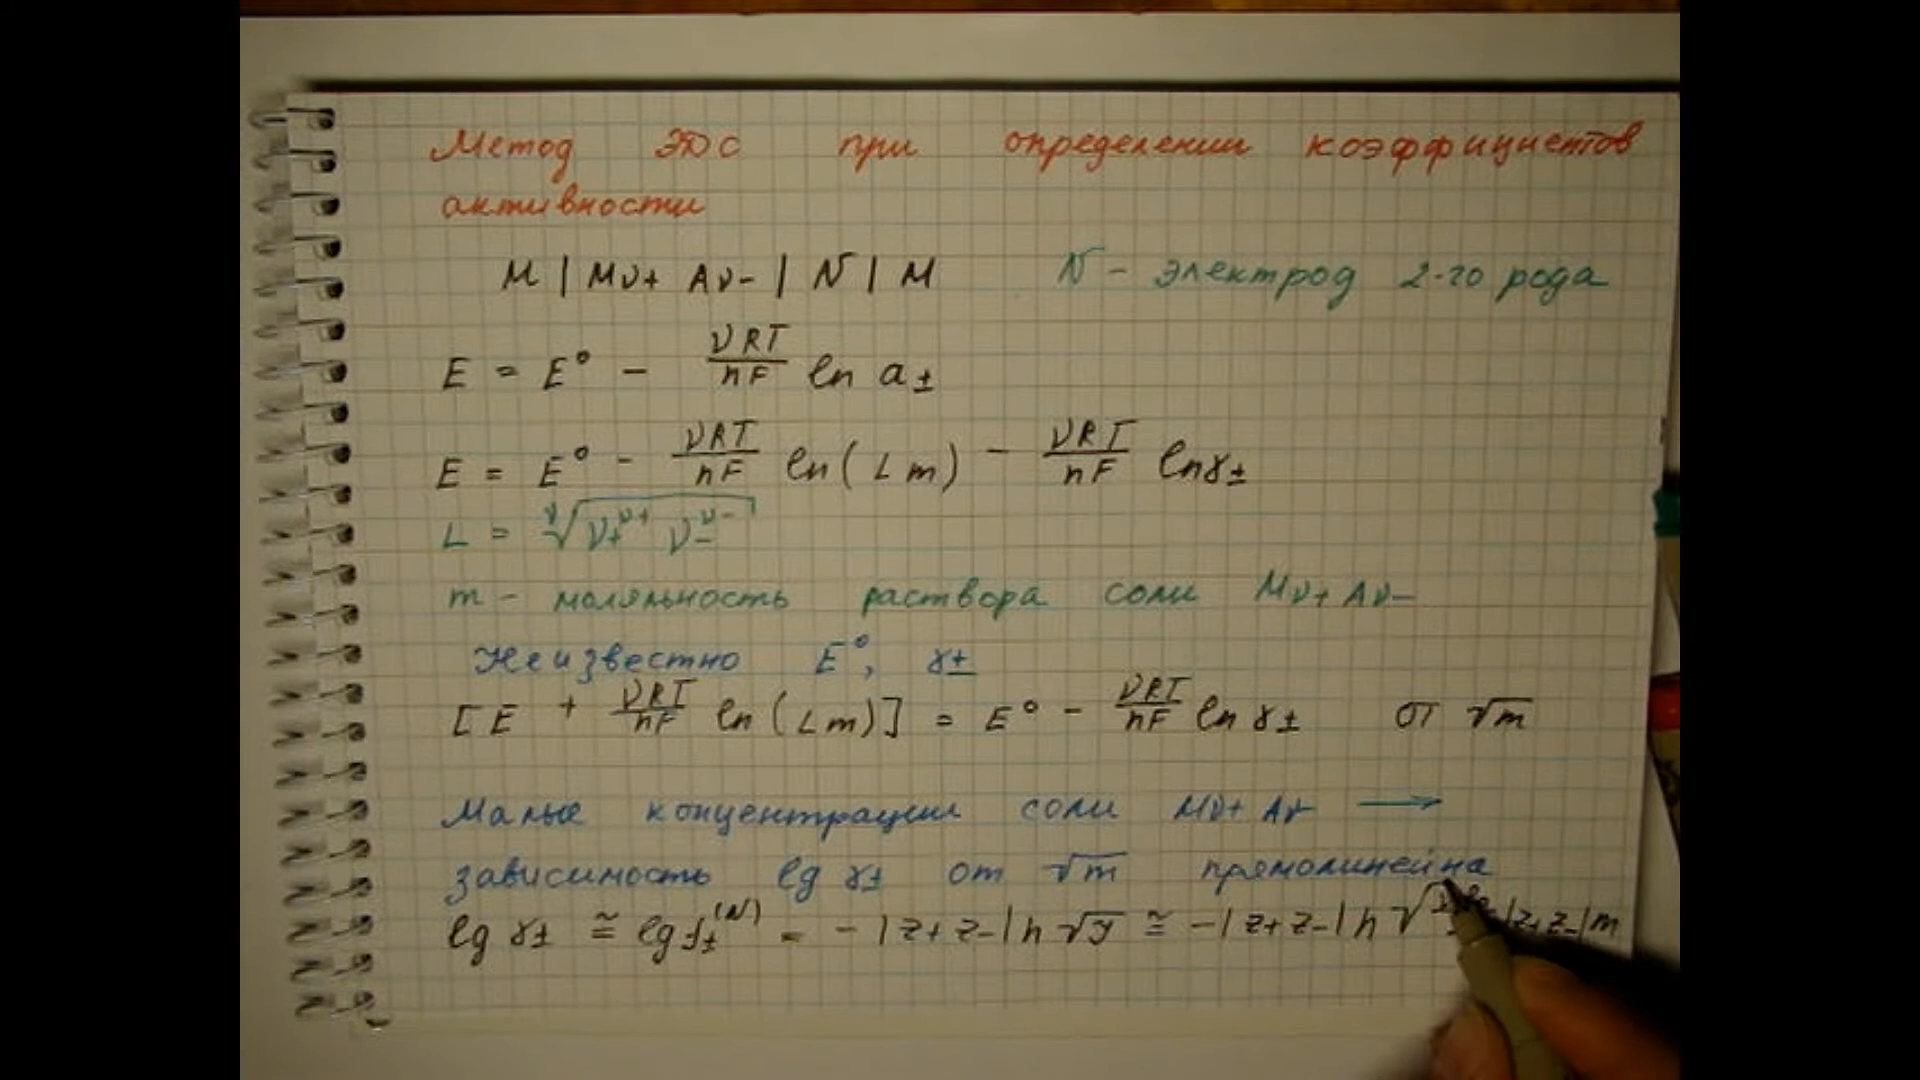 Метод ЭДС при определении коэффициетов
активности
M | Mν+ Aν- | N | M N - электрод 2-го рода
E = E° - νRT/nF ln a±
E = E° - νRT/nF ln(Lm) - νRT/nF lnγ±
L = ᵛ√(ν₊^ν+ ν₋^ν-)
m - моляльность раствора соли Mν+ Aν-
Неизвестно E°, γ±
[E + νRT/nF ln(Lm)] = E° - νRT/nF ln γ± от √m
Малые концентрации соли Mν+ Aν- →
зависимость lg γ± от √m прямолинейна
lg γ± ≅ lg f±^(N) = - |z+ z-| h √J ≅ -|z+ z-| h √ |z+ z-| m